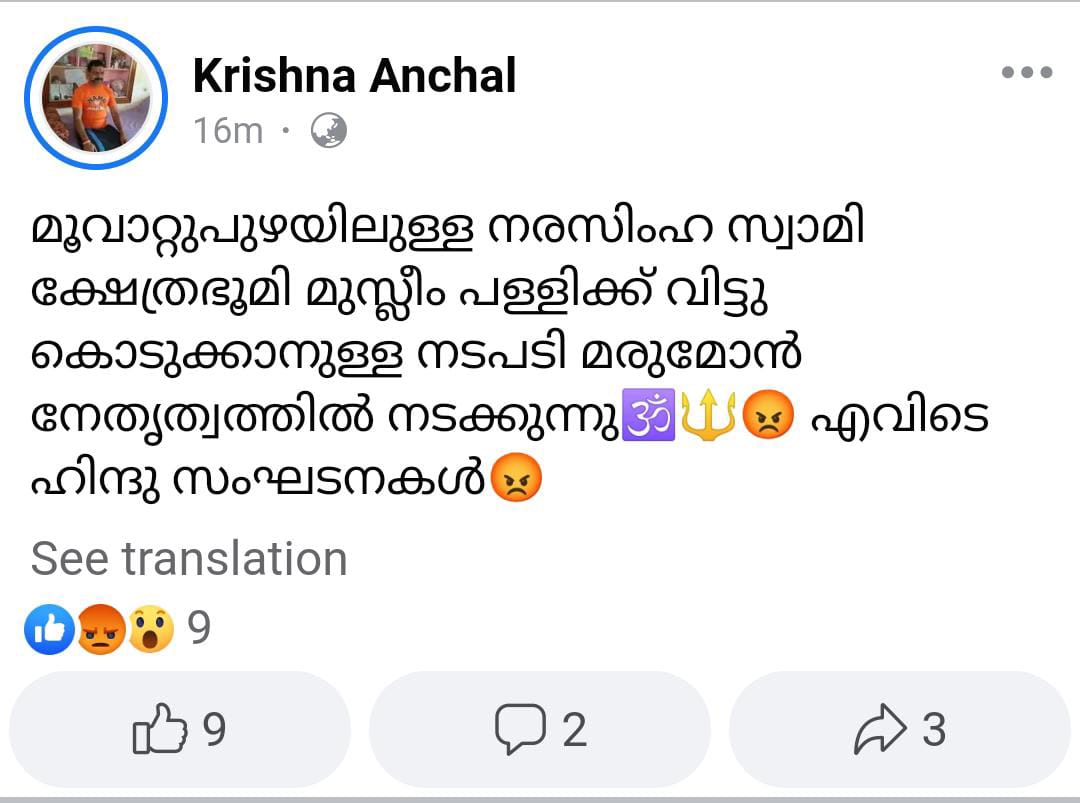 Krishna Anchal
16m ·
മൂവാറ്റുപുഴയിലുള്ള നരസിംഹ സ്വാമി
ക്ഷേത്രഭൂമി മുസ്ലീം പള്ളിക്ക് വിട്ടു
കൊടുക്കാനുള്ള നടപടി മരുമോൻ
നേതൃത്വത്തിൽ നടക്കുന്നു🕉️🔱😡 എവിടെ
ഹിന്ദു സംഘടനകൾ😡
See translation
9
9 2 3